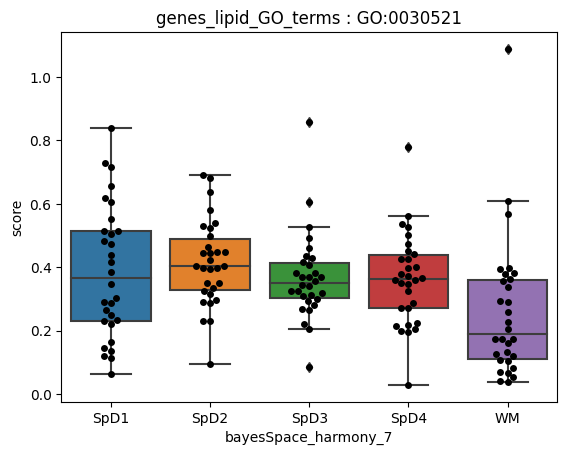 genes_lipid_GO_terms : GO:0030521
score
1.0
0.8
0.6
0.4
0.2
0.0
SpD1 SpD2 SpD3 SpD4 WM
bayesSpace_harmony_7